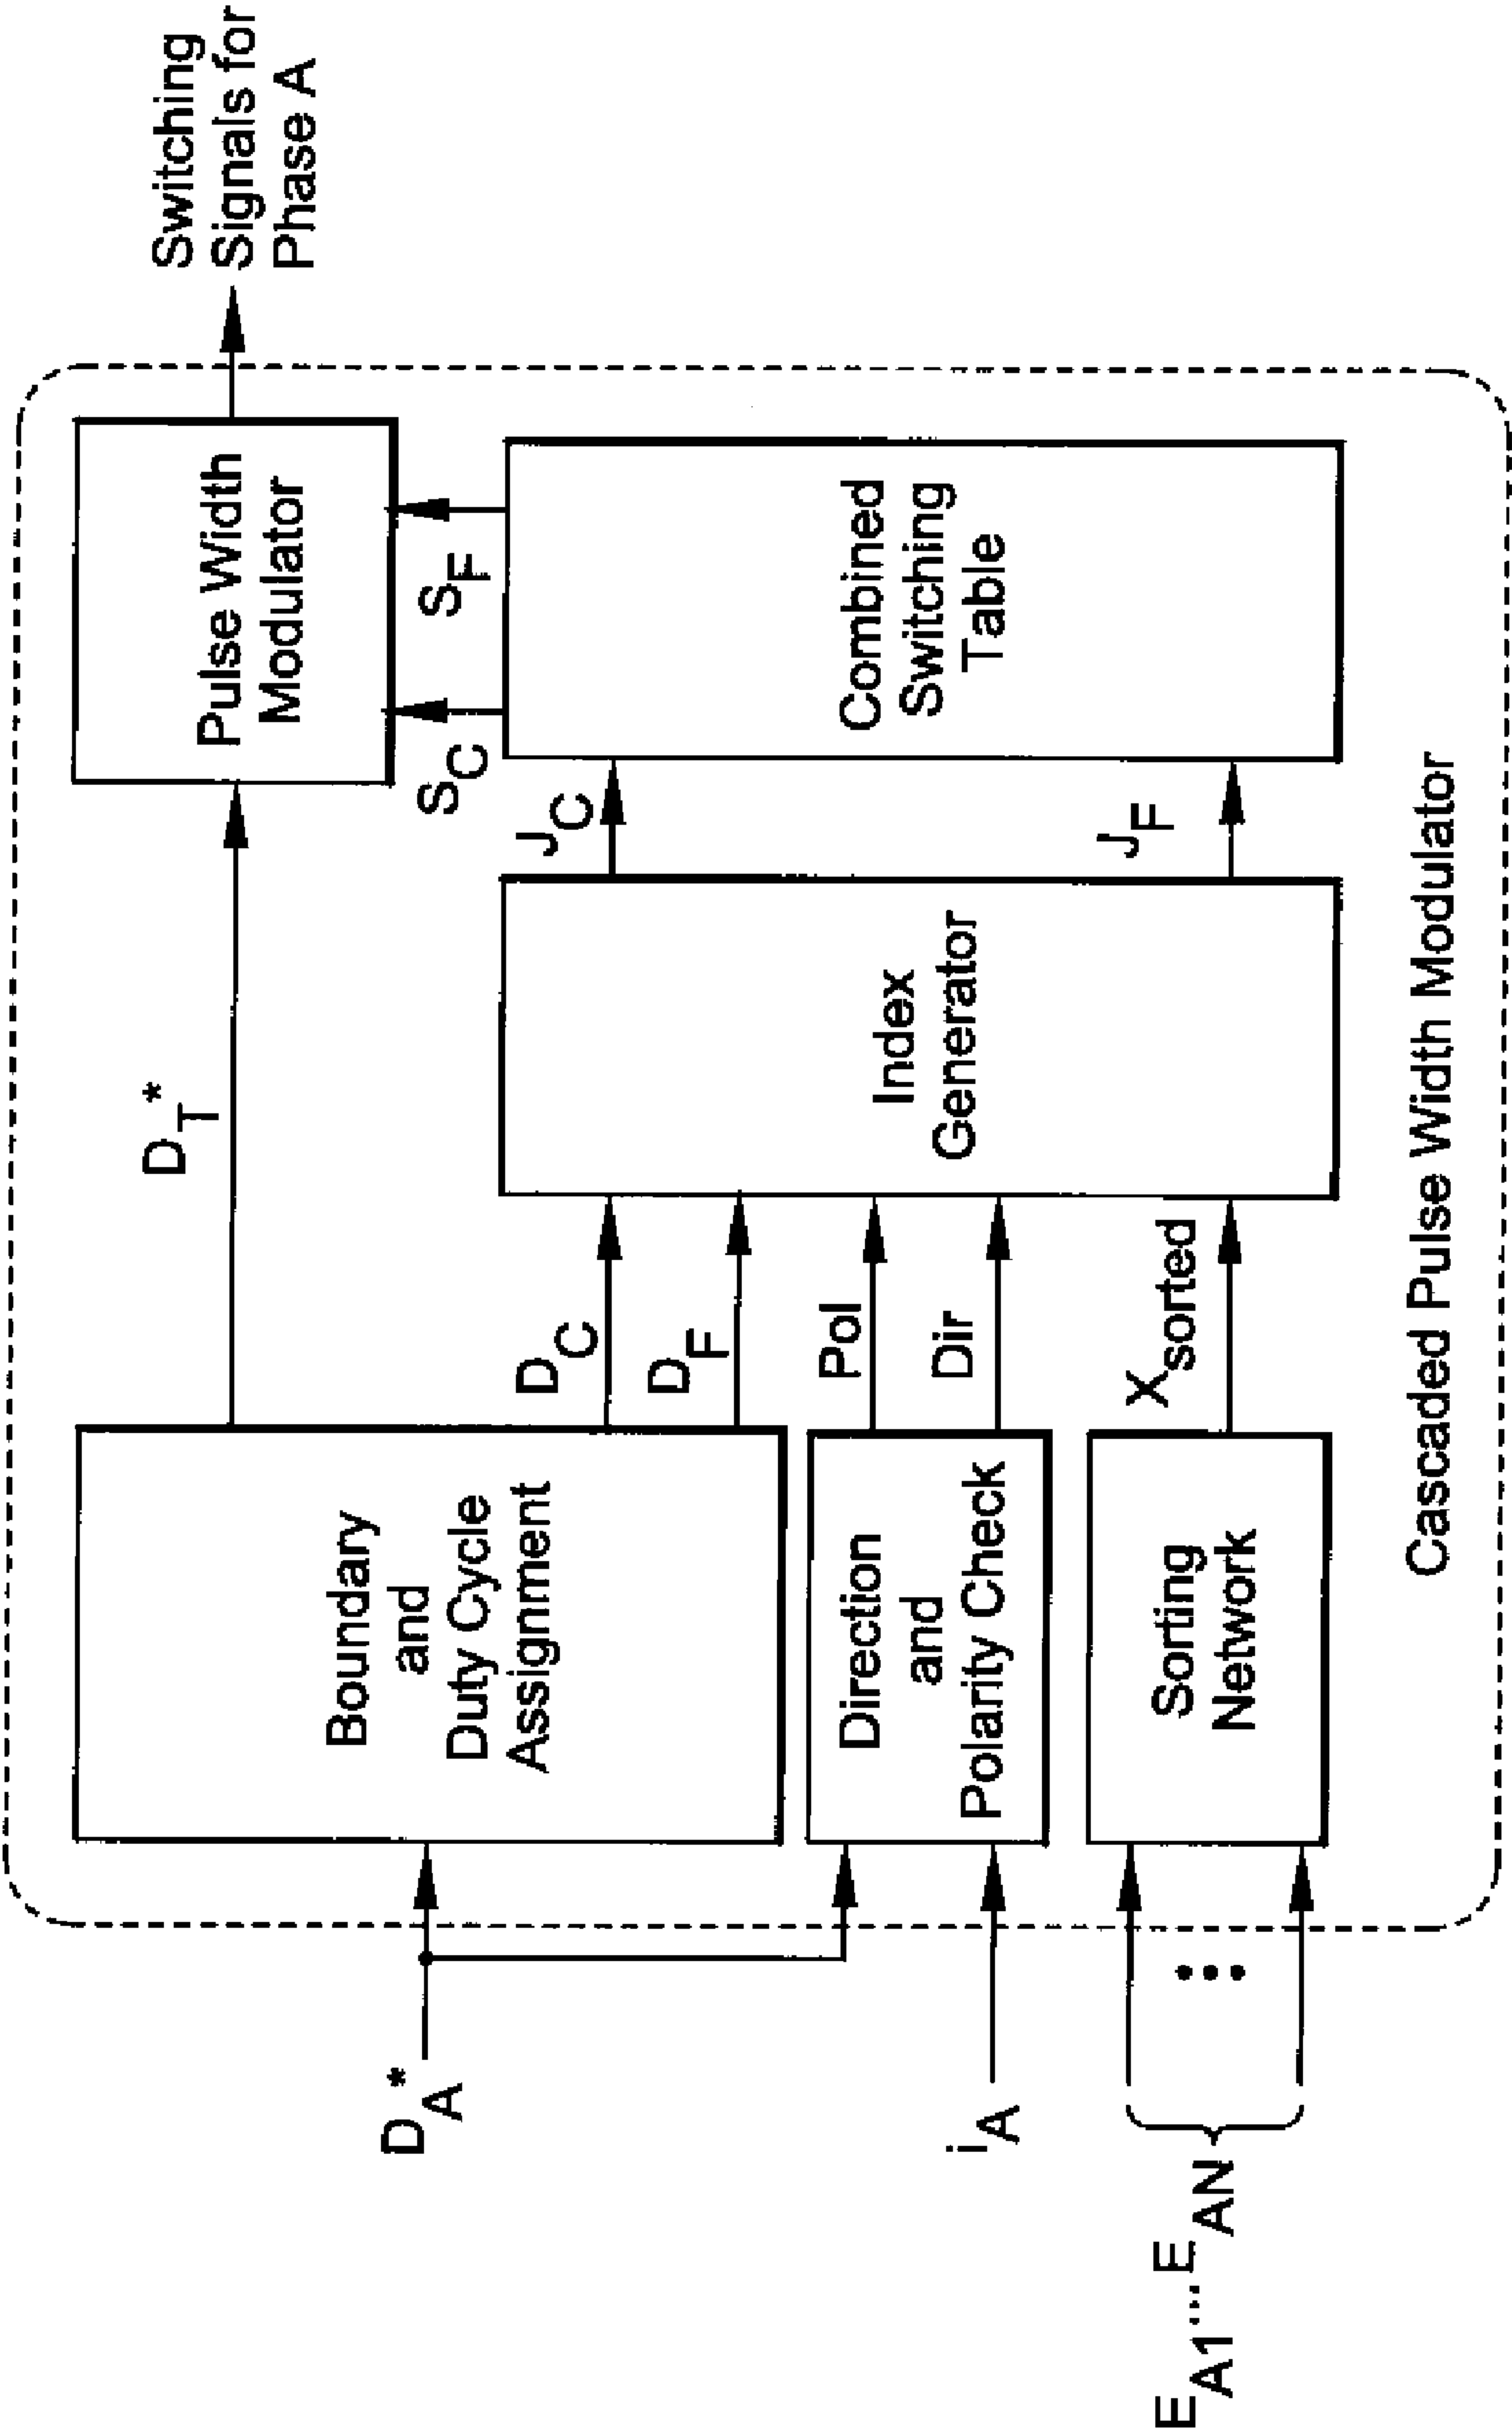 Switching
Signals for
Phase A
Pulse Width
Modulator
D_T*
S_C
S_F
Boundary
and
Duty Cycle
Assignment
D_A*
D_C
D_F
J_C
J_F
Index
Generator
Combined
Switching
Table
Direction
and
Polarity Check
i_A
Pol
Dir
Sorting
Network
X_sorted
E_A1...E_AN
Cascaded Pulse Width Modulator